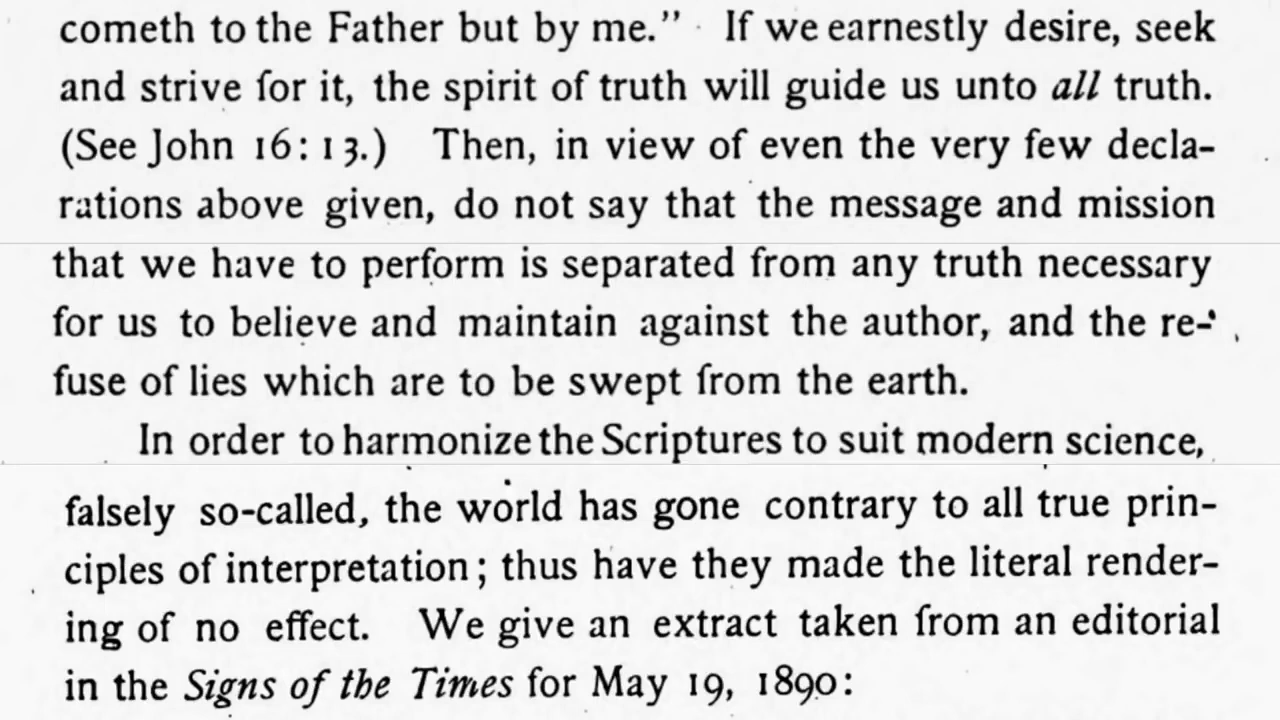 cometh to the Father but by me.” If we earnestly desire, seek
and strive for it, the spirit of truth will guide us unto all truth.
(See John 16: 13.) Then, in view of even the very few decla-
rations above given, do not say that the message and mission
that we have to perform is separated from any truth necessary
for us to believe and maintain against the author, and the re-
fuse of lies which are to be swept from the earth.
In order to harmonize the Scriptures to suit modern science,
falsely so-called, the world has gone contrary to all true prin-
ciples of interpretation; thus have they made the literal render-
ing of no effect. We give an extract taken from an editorial
in the Signs of the Times for May 19, 1890: